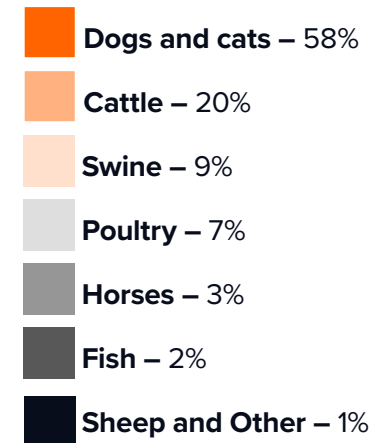 Dogs and cats – 58%
Cattle – 20%
Swine – 9%
Poultry – 7%
Horses – 3%
Fish – 2%
Sheep and Other – 1%